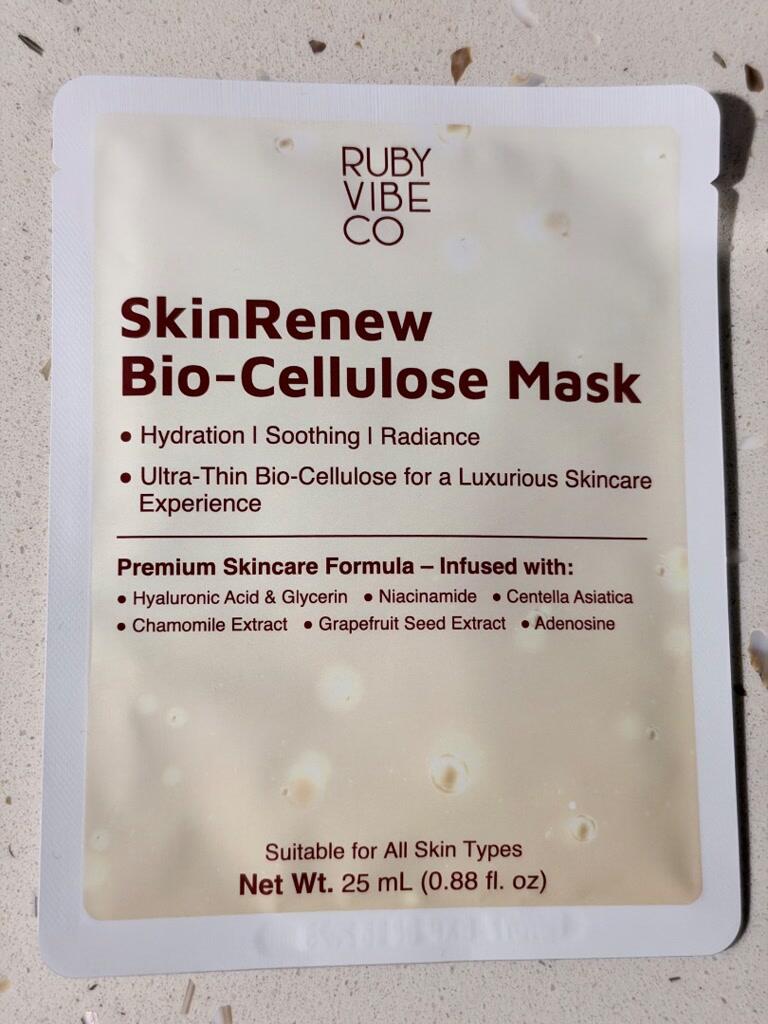 RUBY
VIBE
CO
SkinRenew
Bio-Cellulose Mask
● Hydration | Soothing | Radiance
● Ultra-Thin Bio-Cellulose for a Luxurious Skincare
Experience
Premium Skincare Formula – Infused with:
● Hyaluronic Acid & Glycerin ● Niacinamide ● Centella Asiatica
● Chamomile Extract ● Grapefruit Seed Extract ● Adenosine
Suitable for All Skin Types
Net Wt. 25 mL (0.88 fl. oz)